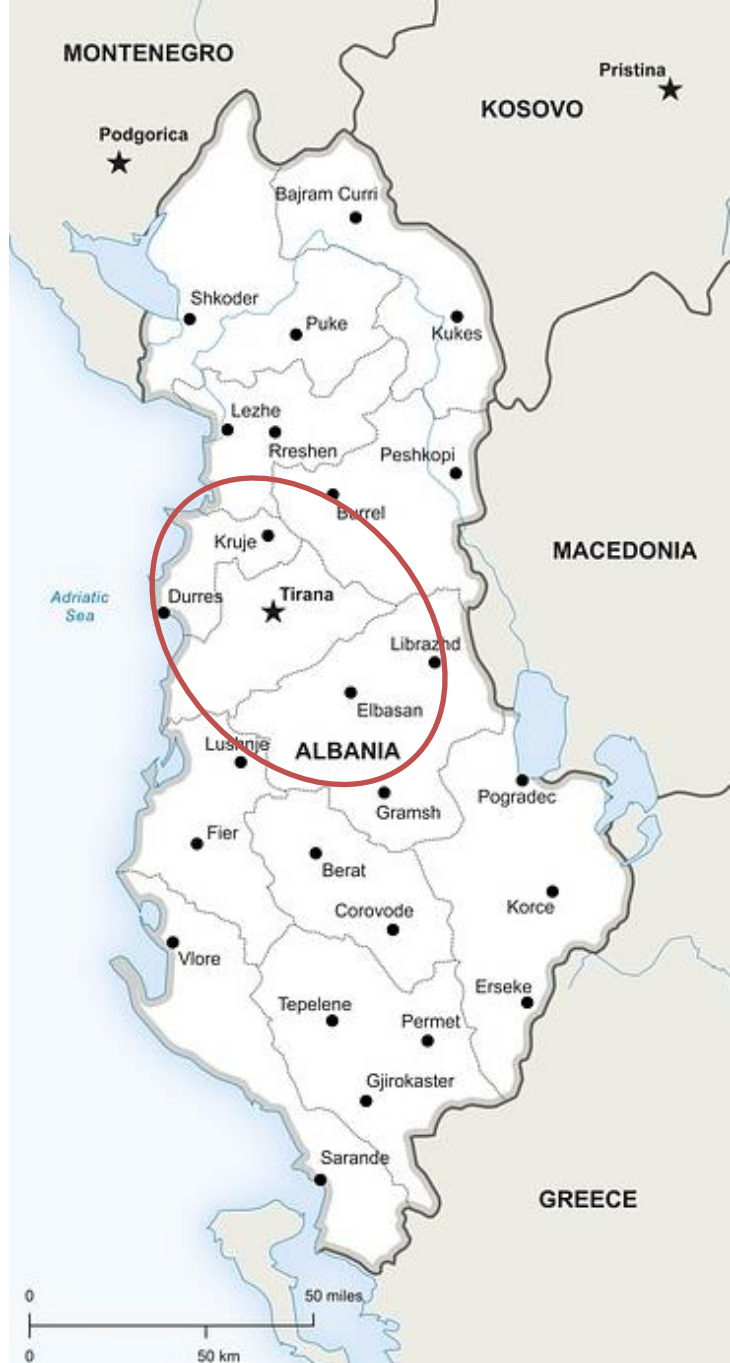 MONTENEGRO
Pristina
KOSOVO
Podgorica
Bajram Curri
Shkoder
Puke
Kukes
Lezhe
Rreshen
Peshkopi
Burrel
Kruje
MACEDONIA
Adriatic
Sea
Durres
Tirana
Librazhd
Elbasan
Lushnje
ALBANIA
Pogradec
Gramsh
Fier
Berat
Korce
Corovode
Vlore
Erseke
Tepelene
Permet
Gjirokaster
Sarande
GREECE
0
50 miles
0
50 km